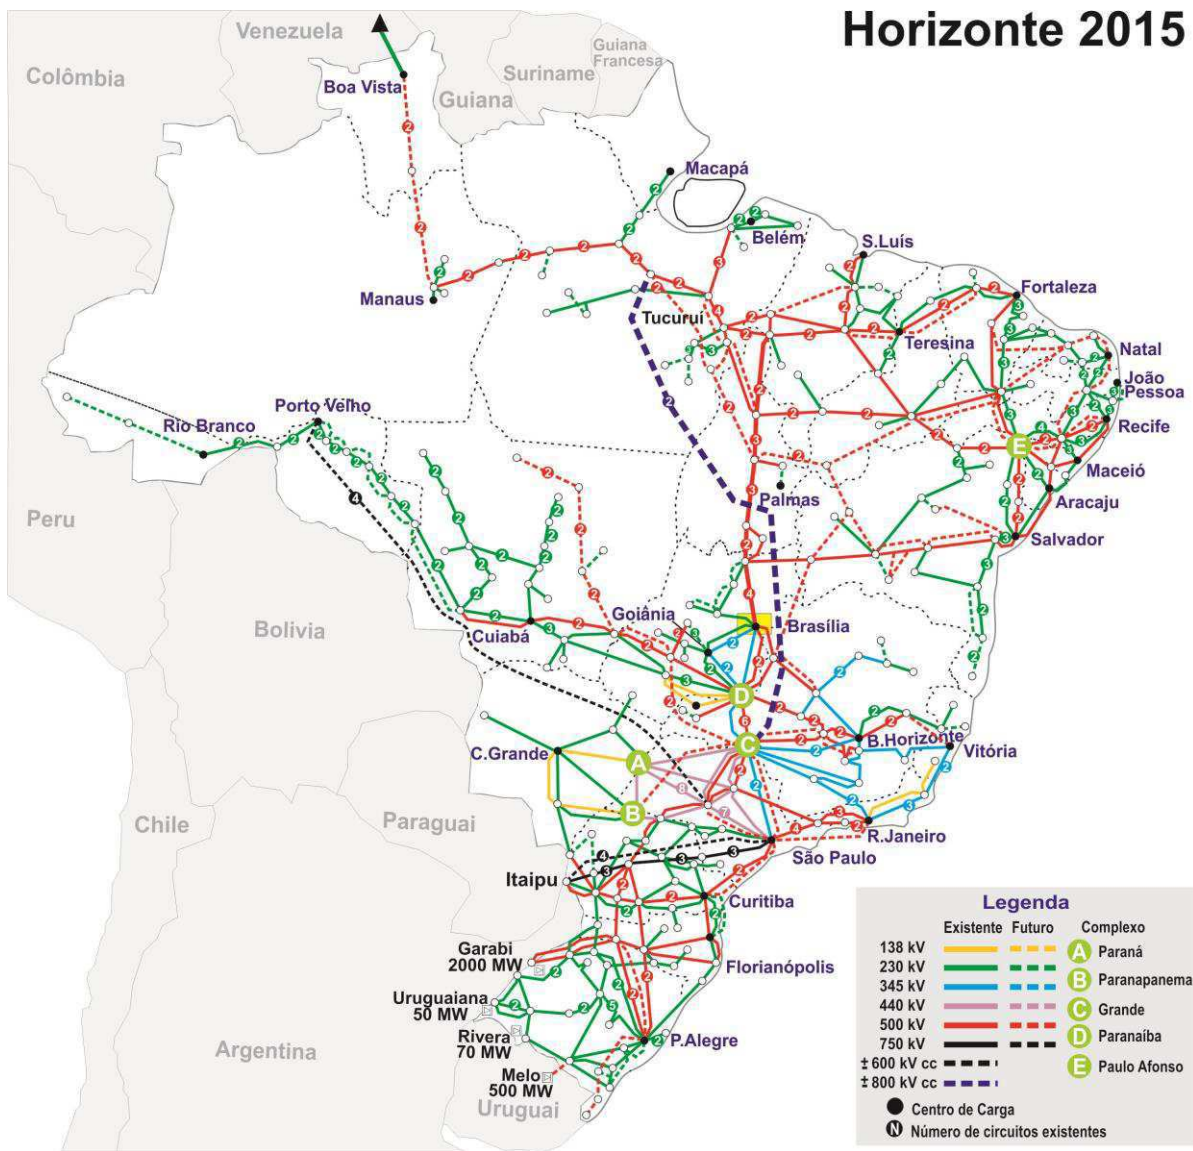 Horizonte 2015
Venezuela
Guiana
Francesa
Colômbia
Suriname
Boa Vista
Guiana
Macapá
Belém
S.Luís
Manaus
Fortaleza
Tucuruí
Teresina
Natal
João
Pessoa
Porto Velho
Rio Branco
Recife
Maceió
Palmas
Aracaju
Peru
Salvador
Goiânia
Brasília
Bolivia
Cuiabá
C.Grande
B.Horizonte
Vitória
Chile
Paraguai
R.Janeiro
São Paulo
Itaipu
Curitiba
Garabi
2000 MW
Florianópolis
Uruguaiana
50 MW
Rivera
70 MW
P.Alegre
Argentina
Melo
500 MW
Uruguai
A
B
C
D
E
Legenda
Existente Futuro Complexo
138 kV A Paraná
230 kV B Paranapanema
345 kV
440 kV C Grande
500 kV D Paranaíba
750 kV
±600 kV cc E Paulo Afonso
±800 kV cc
Centro de Carga
N Número de circuitos existentes